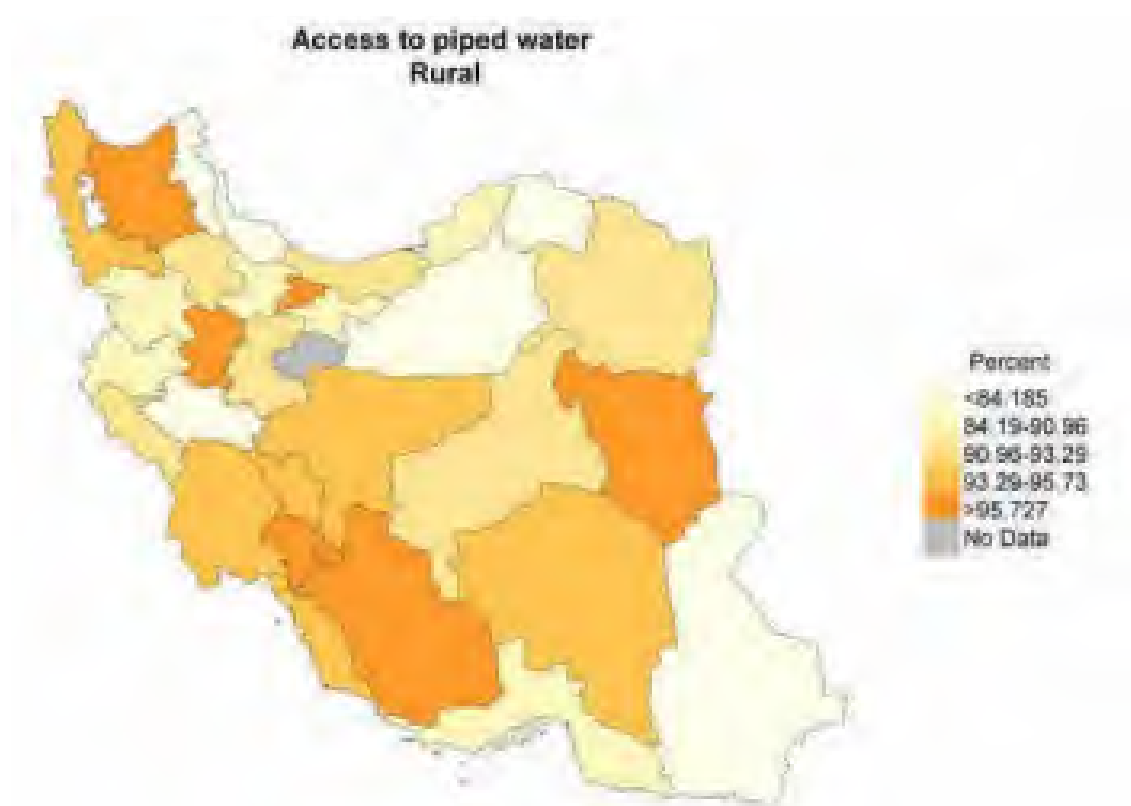 Access to piped water
Rural
Percent
<84.185
84.19-90.96
90.96-93.29
93.29-95.73
>95.727
No Data